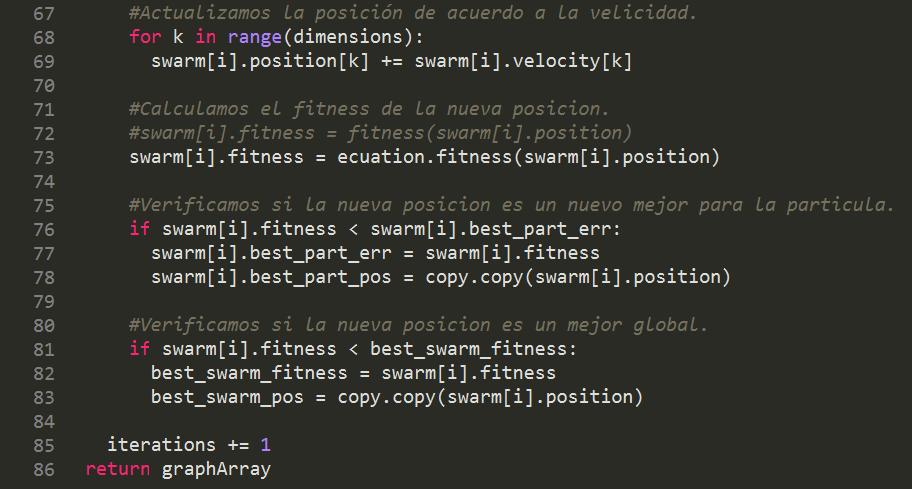 67 #Actualizamos la posición de acuerdo a la velicidad.
68 for k in range(dimensions):
69 swarm[i].position[k] += swarm[i].velocity[k]
70
71 #Calculamos el fitness de la nueva posicion.
72 #swarm[i].fitness = fitness(swarm[i].position)
73 swarm[i].fitness = ecuation.fitness(swarm[i].position)
74
75 #Verificamos si la nueva posicion es un nuevo mejor para la particula.
76 if swarm[i].fitness < swarm[i].best_part_err:
77 swarm[i].best_part_err = swarm[i].fitness
78 swarm[i].best_part_pos = copy.copy(swarm[i].position)
79
80 #Verificamos si la nueva posicion es un mejor global.
81 if swarm[i].fitness < best_swarm_fitness:
82 best_swarm_fitness = swarm[i].fitness
83 best_swarm_pos = copy.copy(swarm[i].position)
84
85 iterations += 1
86 return graphArray